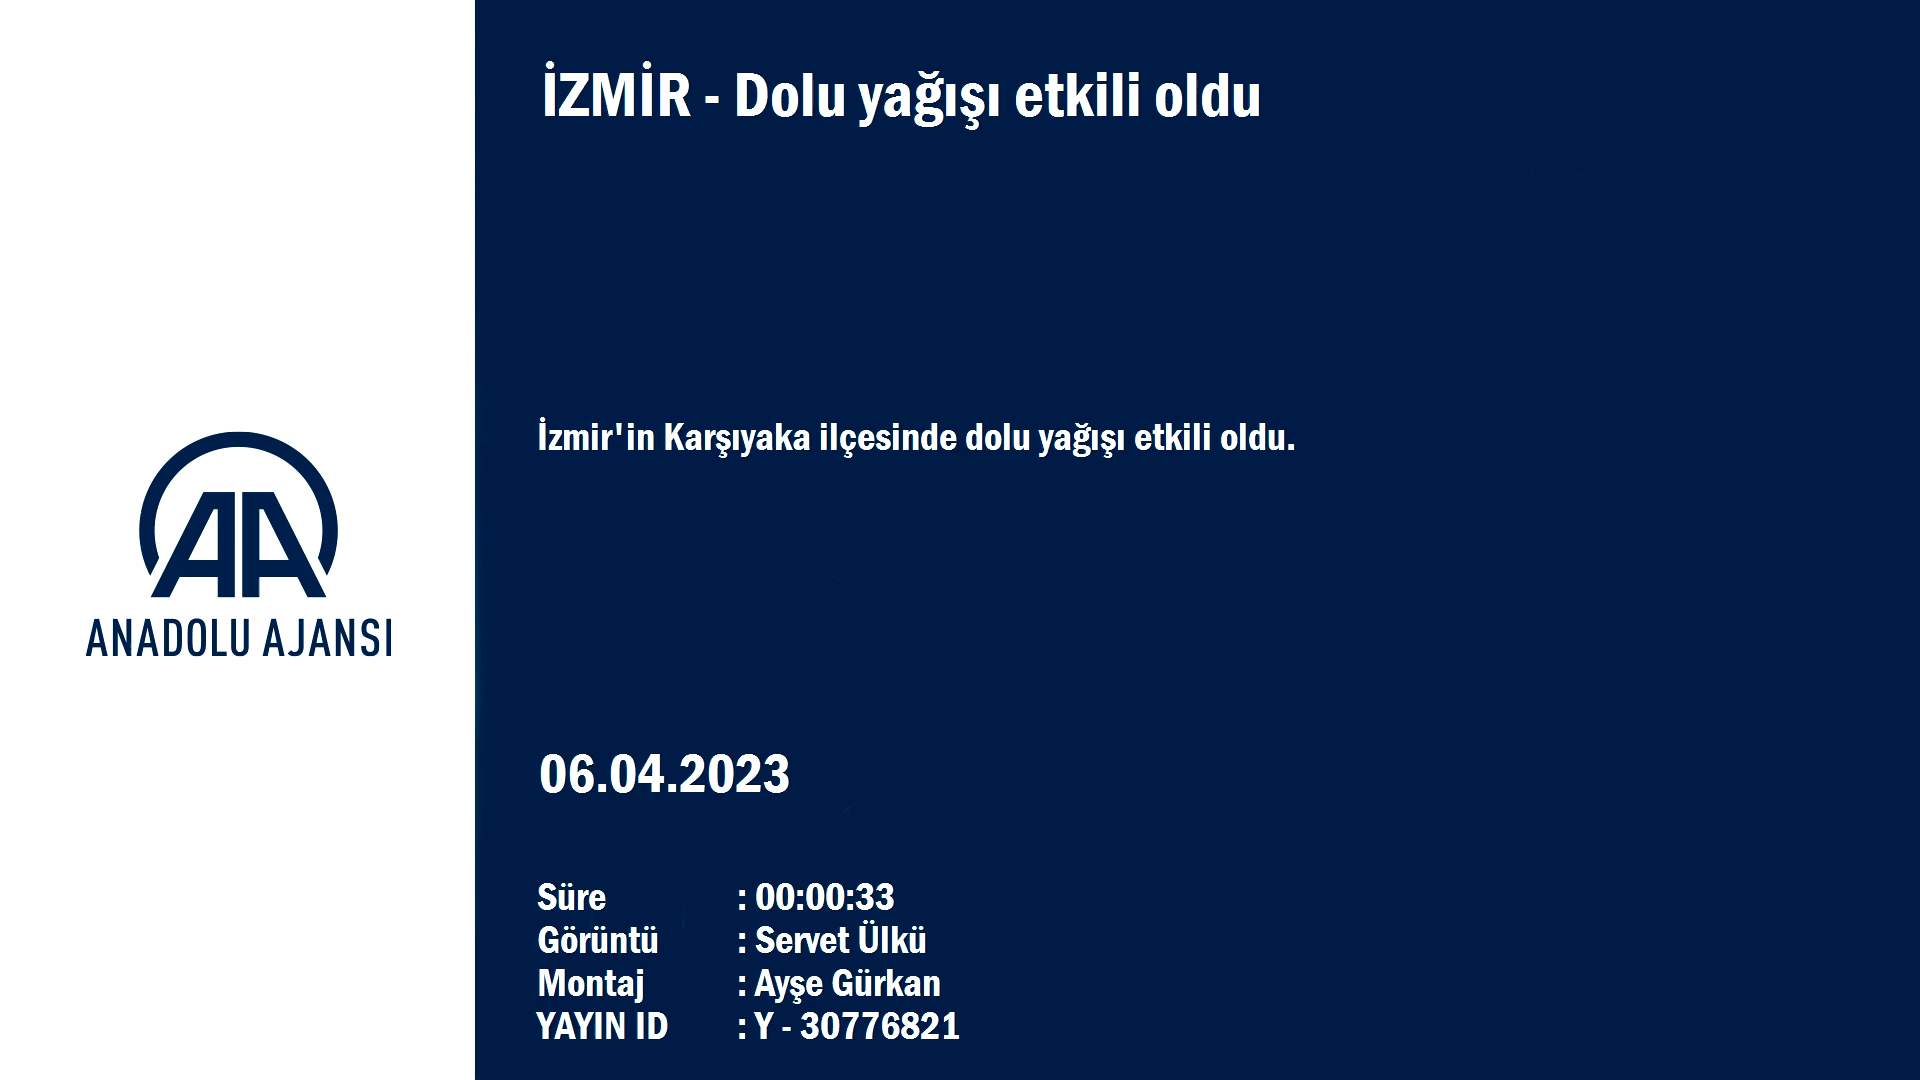 İZMİR - Dolu yağışı etkili oldu
İzmir'in Karşıyaka ilçesinde dolu yağışı etkili oldu.
AA
ANADOLU AJANSI
06.04.2023
Süre : 00:00:33
Görüntü : Servet Ülkü
Montaj : Ayşe Gürkan
YAYIN ID : Y - 30776821